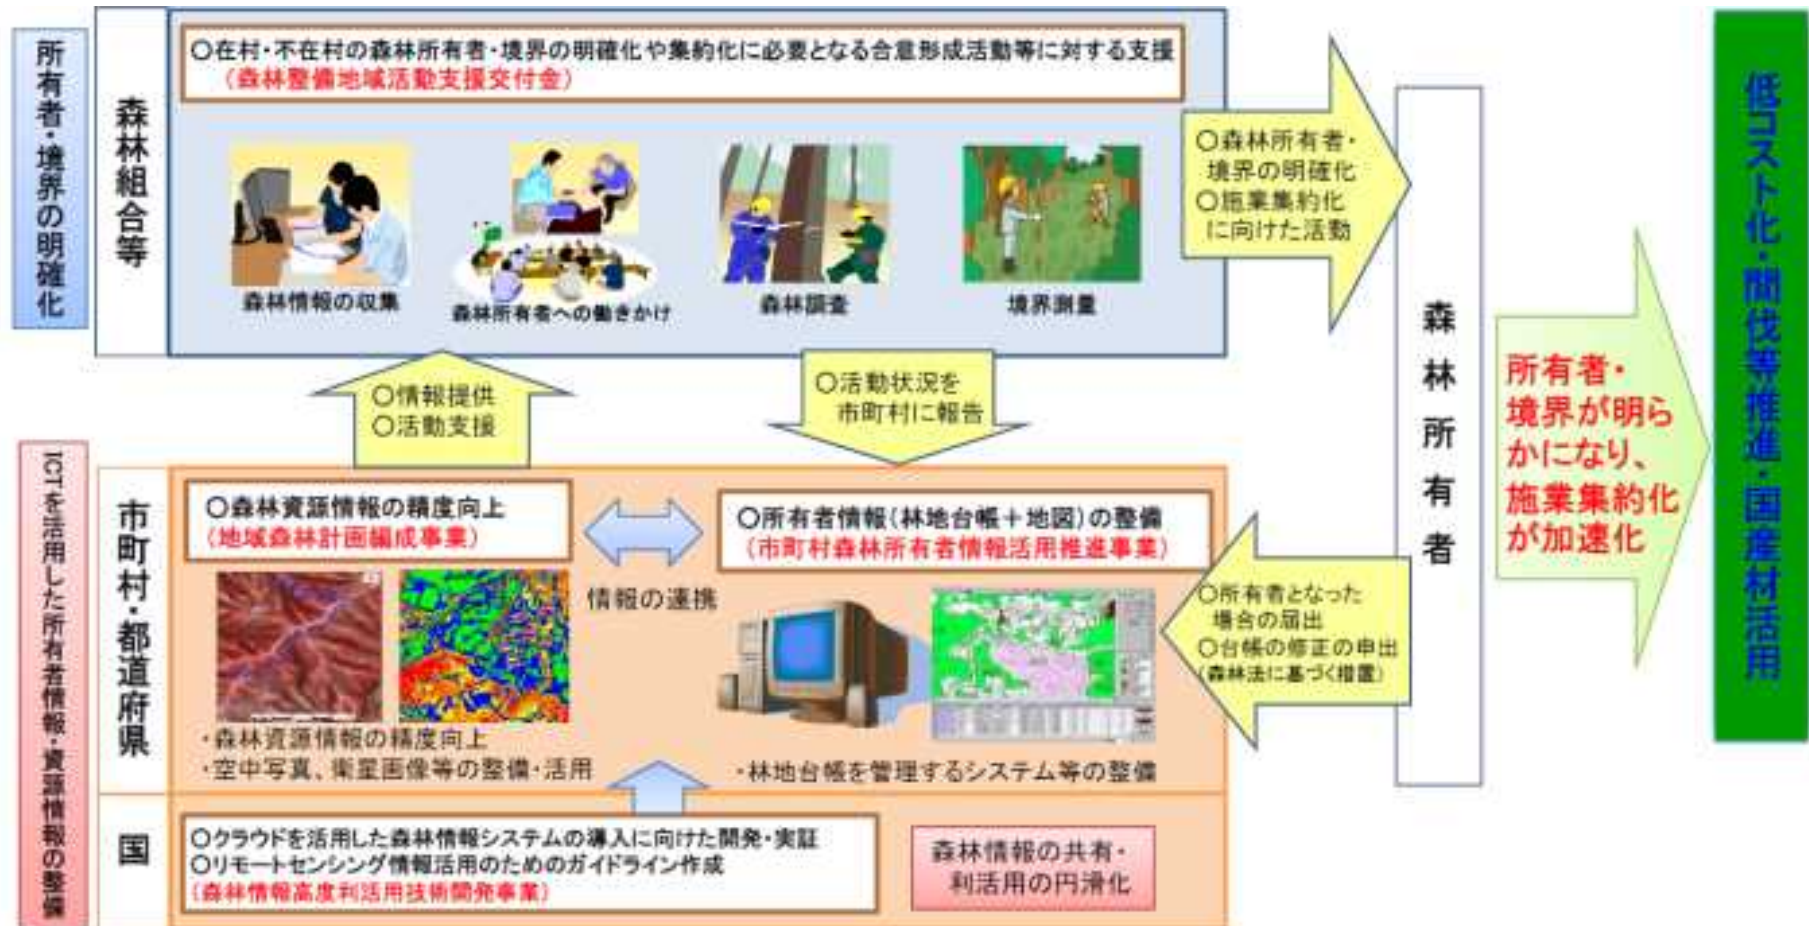 所有者・境界の明確化
森林組合等
○在村・不在村の森林所有者・境界の明確化や集約化に必要となる合意形成活動等に対する支援
（森林整備地域活動支援交付金）
森林情報の収集
森林所有者への働きかけ
森林調査
境界測量
○森林所有者・
境界の明確化
○施業集約化
に向けた活動
○情報提供
○活動支援
○活動状況を
市町村に報告
ICTを活用した所有者情報・資源情報の整備
市町村・都道府県
○森林資源情報の精度向上
（地域森林計画編成事業）
情報の連携
○所有者情報（林地台帳＋地図）の整備
（市町村森林所有者情報活用推進事業）
・森林資源情報の精度向上
・空中写真、衛星画像等の整備・活用
・林地台帳を管理するシステム等の整備
○所有者となった
場合の届出
○台帳の修正の申出
（森林法に基づく措置）
国
○クラウドを活用した森林情報システムの導入に向けた開発・実証
○リモートセンシング情報活用のためのガイドライン作成
（森林情報高度利活用技術開発事業）
森林情報の共有・
利活用の円滑化
森林所有者
所有者・
境界が明ら
かになり、
施業集約化
が加速化
低コスト化・間伐等推進・国産材活用